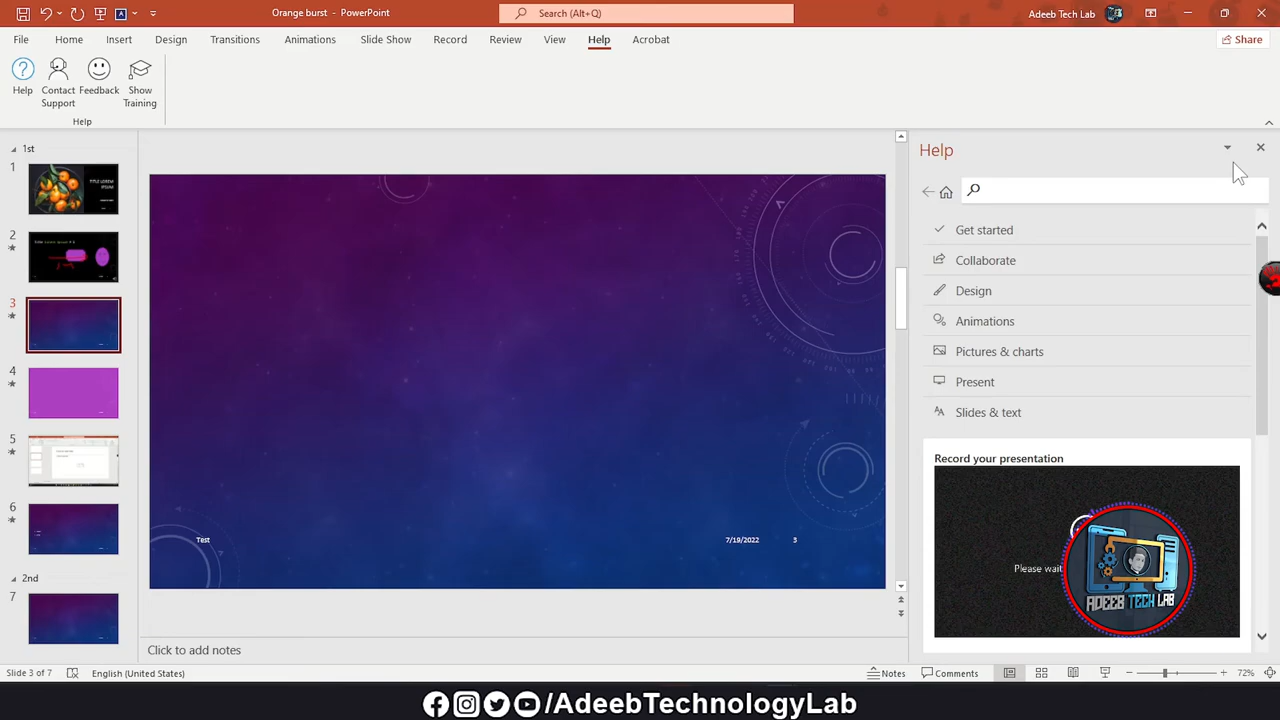 Orange burst - PowerPoint
Search (Alt+Q)
Adeeb Tech Lab
File Home Insert Design Transitions Animations Slide Show Record Review View Help Acrobat
Share
Help Contact Support Feedback Show Training
Help
1st
1
2
3
4
5
6
2nd
7
Test
7/19/2022
3
Click to add notes
Help
Get started
Collaborate
Design
Animations
Pictures & charts
Present
Slides & text
Record your presentation
Please wait
ADEEB TECH LAB
Slide 3 of 7 English (United States) Notes Comments 72%
/AdeebTechnologyLab